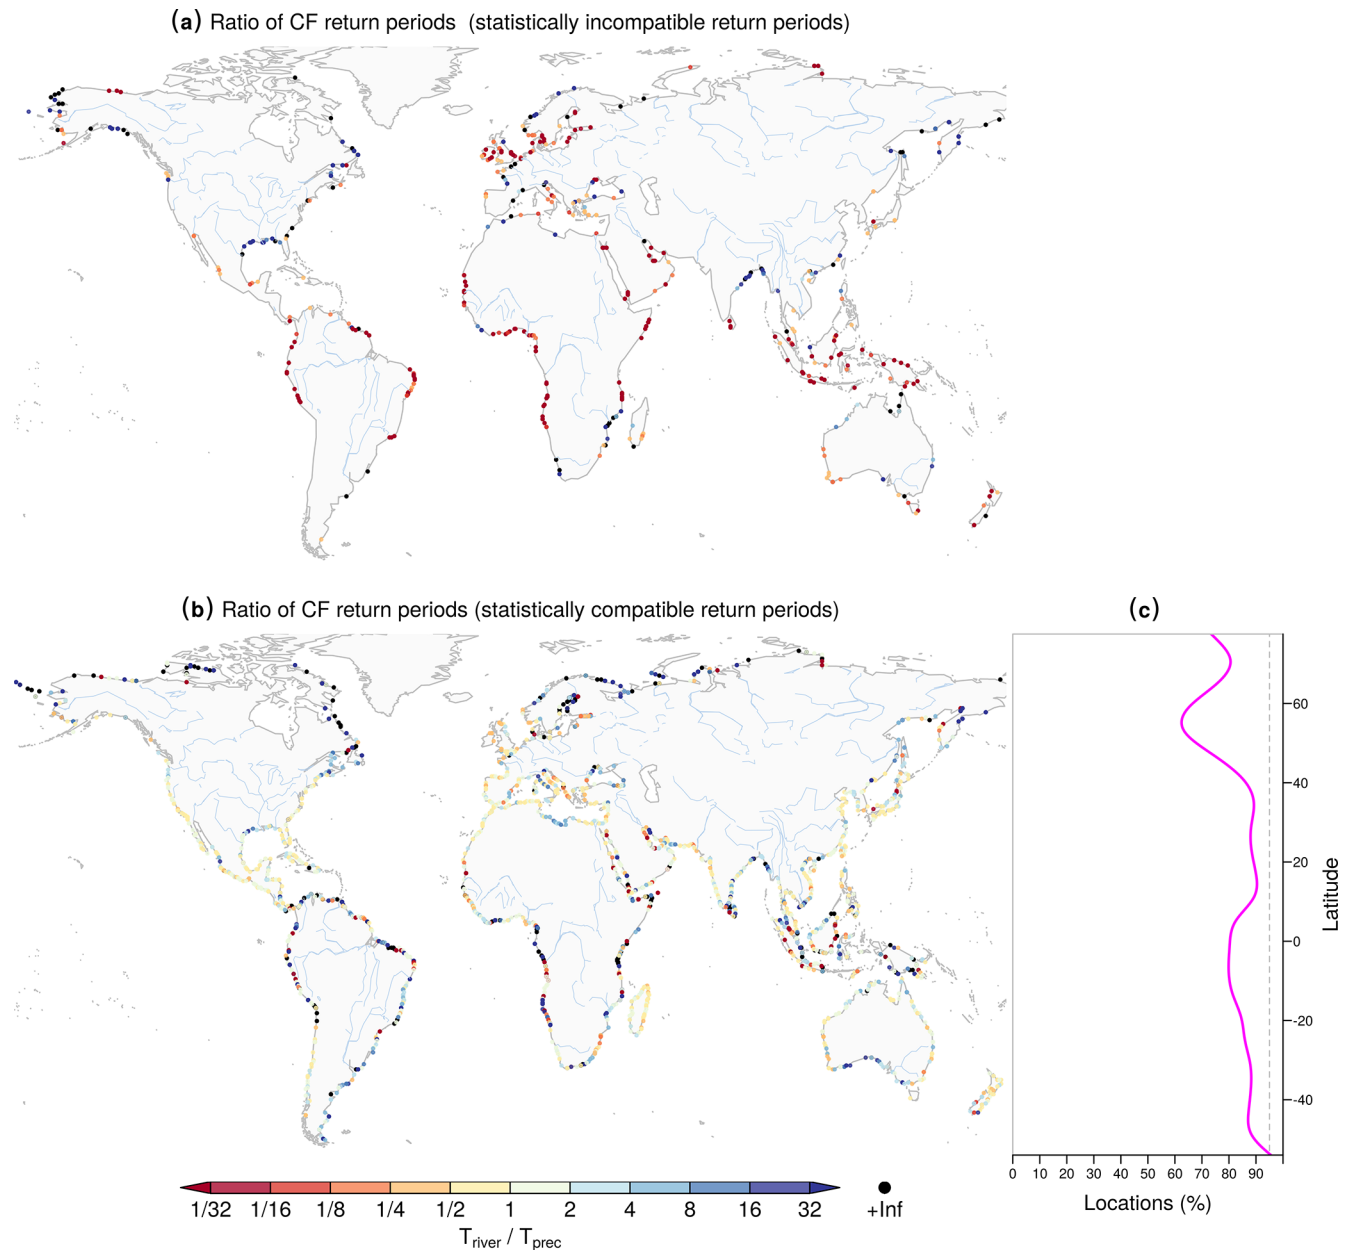 (a) Ratio of CF return periods (statistically incompatible return periods)
(b) Ratio of CF return periods (statistically compatible return periods)
(c)
60
40
20
0
-20
-40
Latitude
0 10 20 30 40 50 60 70 80 90
Locations (%)
1/32 1/16 1/8 1/4 1/2 1 2 4 8 16 32 +Inf
Triver / Tprec